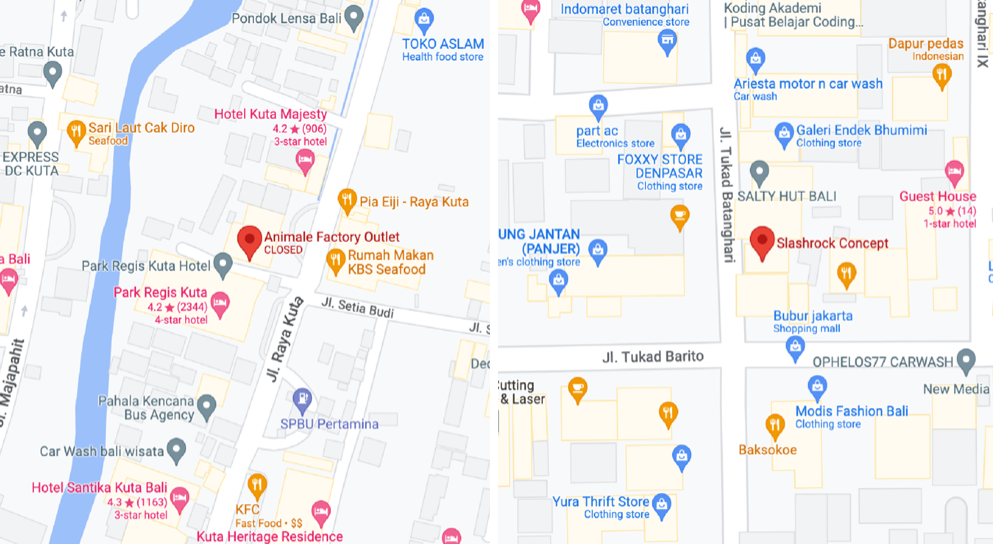 Pondok Lensa Bali
TOKO ASLAM
Health food store
e Ratna Kuta
atna
Hotel Kuta Majesty
4.2 ★ (906)
3-star hotel
Sari Laut Cak Diro
Seafood
EXPRESS
DC KUTA
Pia Eiji - Raya Kuta
Animale Factory Outlet
CLOSED
Rumah Makan
KBS Seafood
a Bali
Park Regis Kuta Hotel
Park Regis Kuta
4.2 ★ (2344)
4-star hotel
Jl. Setia Budi
Jl. S
Jl. Raya Kuta
Jl. Majapahit
Ded
Pahala Kencana
Bus Agency
SPBU Pertamina
Car Wash bali wisata
Hotel Santika Kuta Bali
4.3 ★ (1163)
3-star hotel
KFC
Fast Food • $$
Kuta Heritage Residence
Indomaret batanghari
Convenience store
Koding Akademi
| Pusat Belajar Coding...
anghari IX
Dapur pedas
Indonesian
Ariesta motor n car wash
Car wash
part ac
Electronics store
FOXXY STORE
DENPASAR
Clothing store
Galeri Endek Bhumimi
Clothing store
Jl. Tukad Batanghari
SALTY HUT BALI
Guest House
5.0 ★ (14)
1-star hotel
UNG JANTAN
(PANJER)
en's clothing store
Slashrock Concept
Bubur jakarta
Shopping mall
Jl. Tukad Barito
OPHELOS77 CARWASH
New Media
Cutting
& Laser
Modis Fashion Bali
Clothing store
Baksokoe
Yura Thrift Store
Clothing store